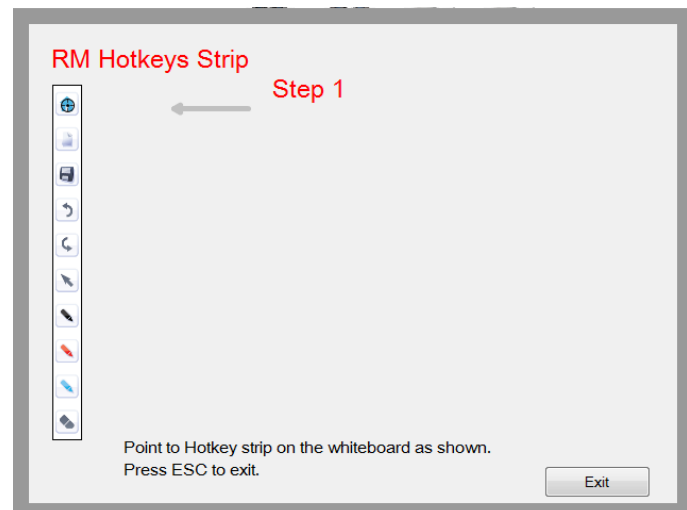 RM Hotkeys Strip
Step 1
Point to Hotkey strip on the whiteboard as shown.
Press ESC to exit.
Exit